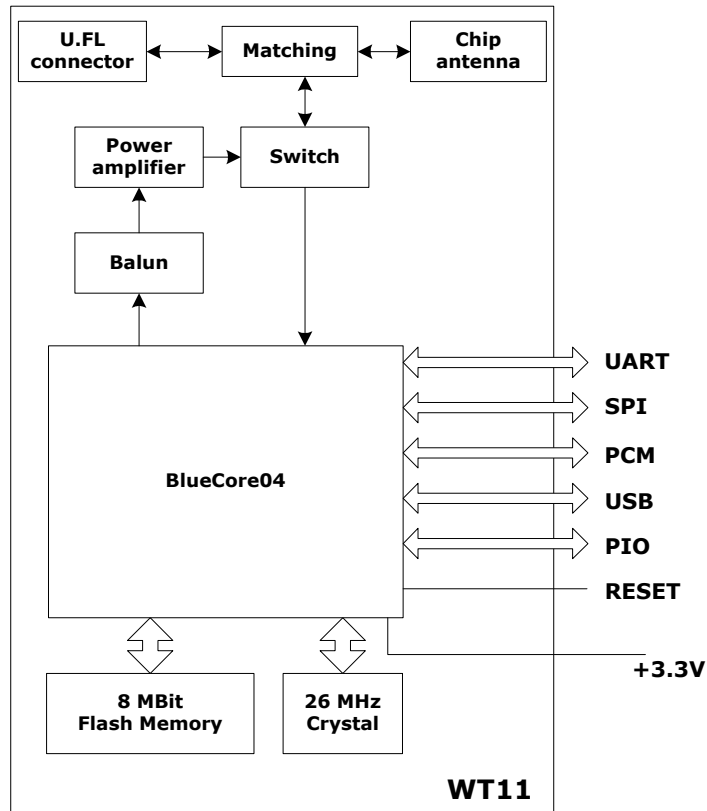 U.FL
connector
Matching
Chip
antenna
Power
amplifier
Switch
Balun
BlueCore04
UART
SPI
PCM
USB
PIO
RESET
+3.3V
8 MBit
Flash Memory
26 MHz
Crystal
WT11